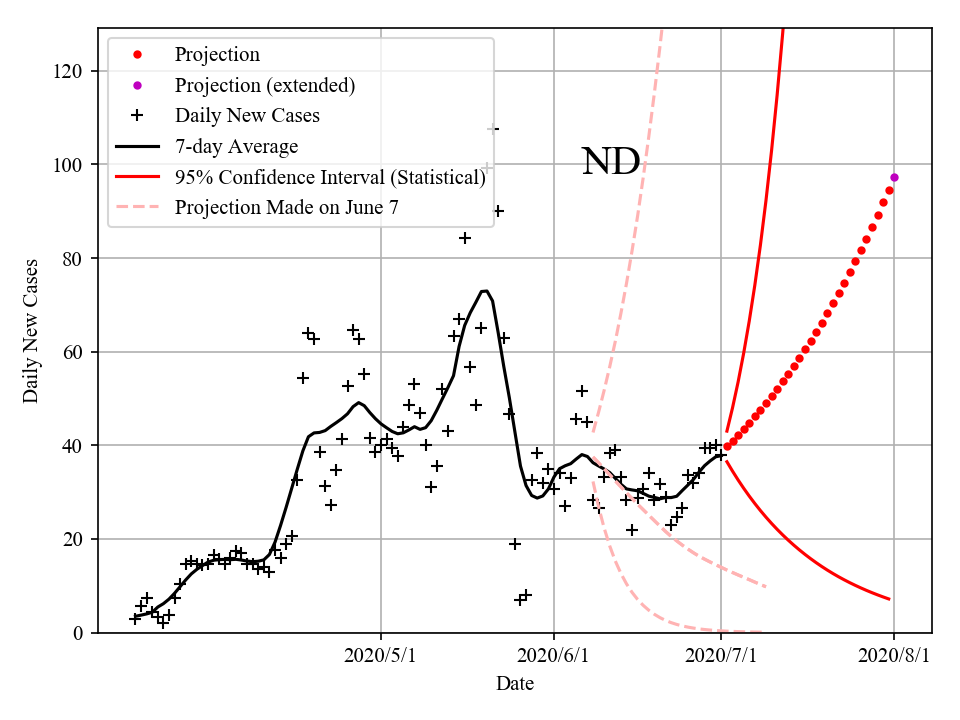 Projection
Projection (extended)
Daily New Cases
7-day Average
95% Confidence Interval (Statistical)
Projection Made on June 7
ND
120
100
80
60
40
20
0
Daily New Cases
2020/5/1 2020/6/1 2020/7/1 2020/8/1
Date